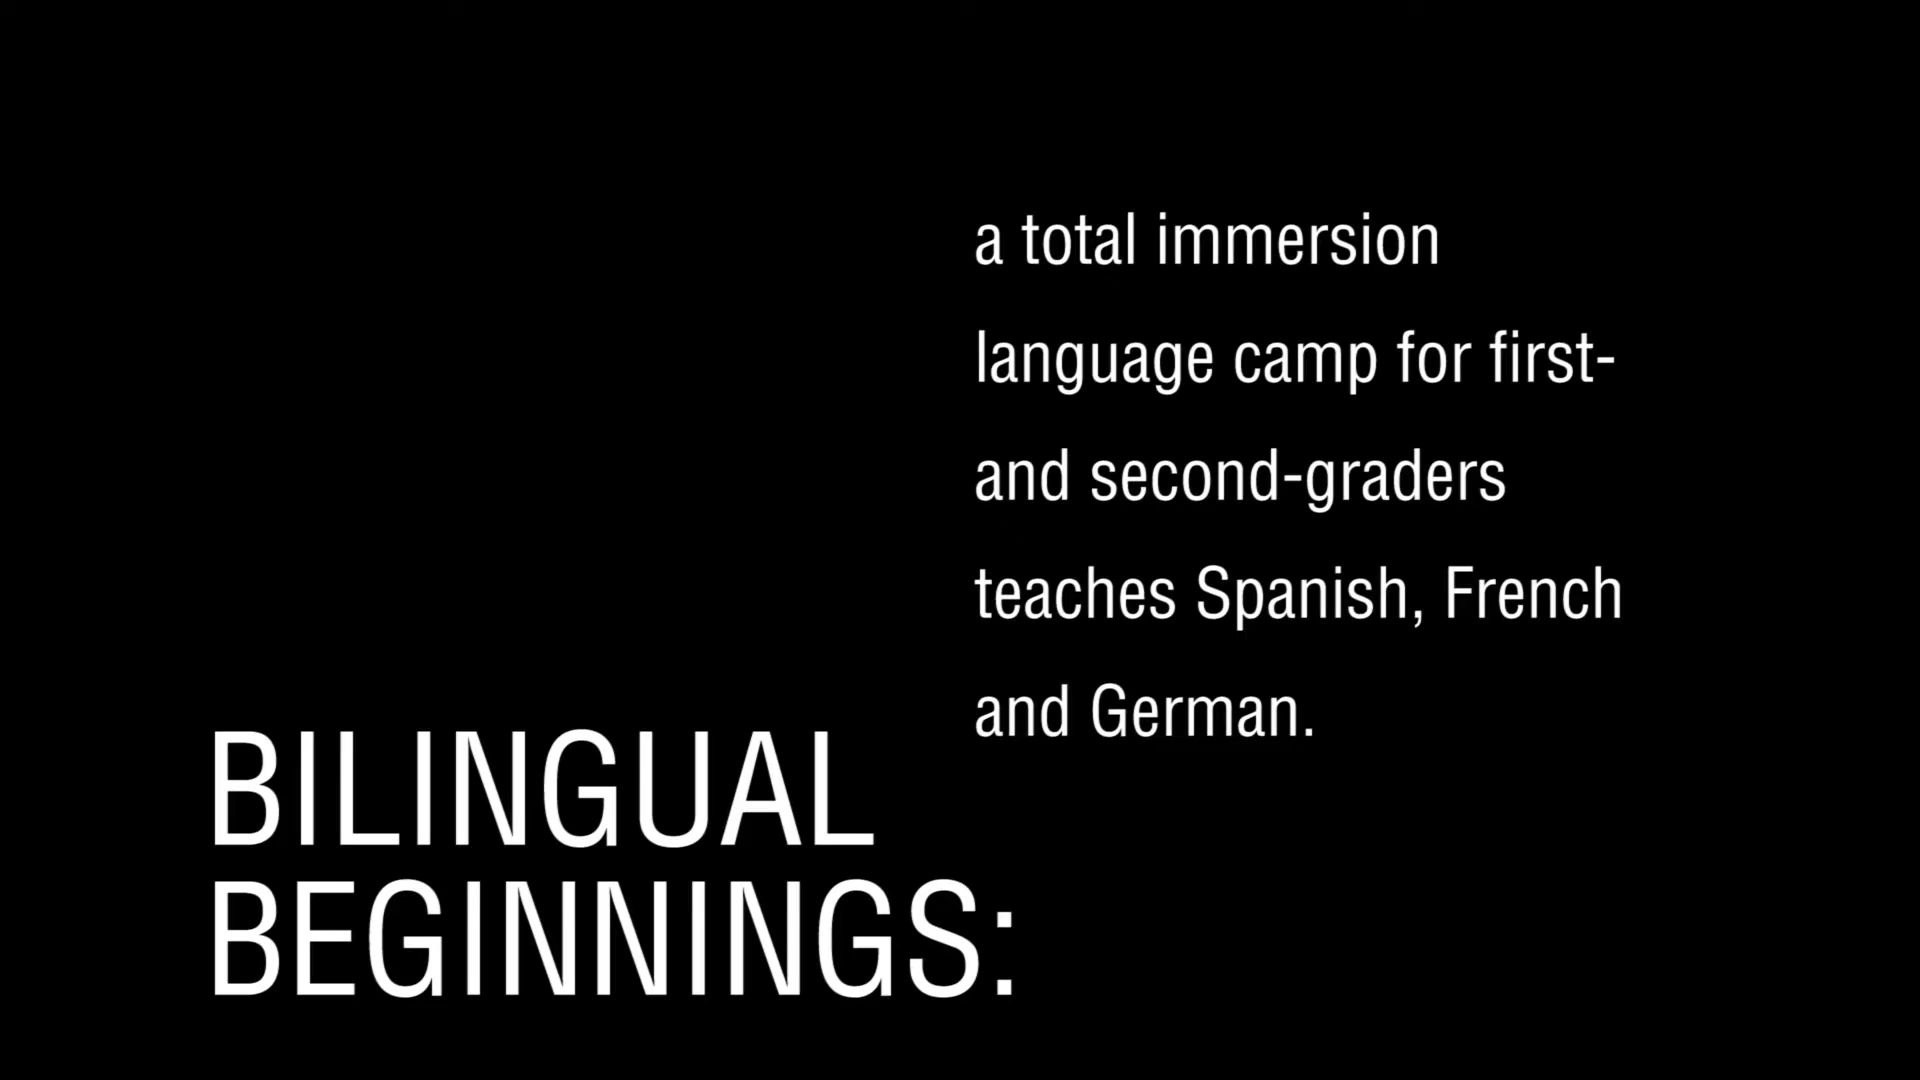 BILINGUAL
BEGINNINGS:
a total immersion
language camp for first-
and second-graders
teaches Spanish, French
and German.